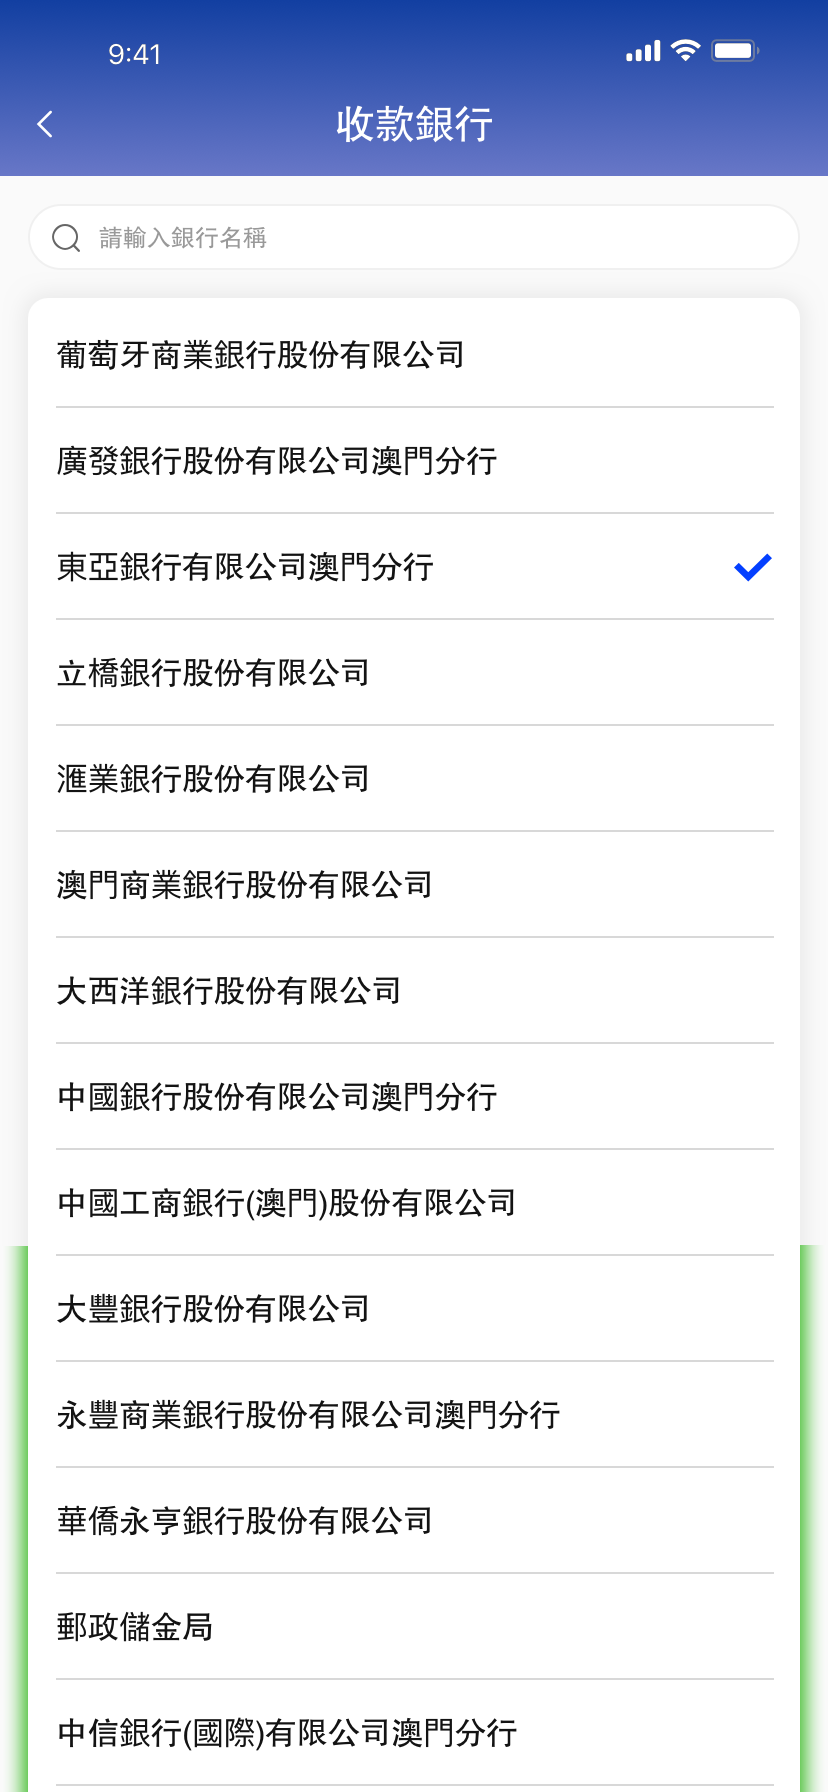 9:41
收款銀行
請輸入銀行名稱
葡萄牙商業銀行股份有限公司
廣發銀行股份有限公司澳門分行
東亞銀行有限公司澳門分行
立橋銀行股份有限公司
滙業銀行股份有限公司
澳門商業銀行股份有限公司
大西洋銀行股份有限公司
中國銀行股份有限公司澳門分行
中國工商銀行(澳門)股份有限公司
大豐銀行股份有限公司
永豐商業銀行股份有限公司澳門分行
華僑永亨銀行股份有限公司
郵政儲金局
中信銀行(國際)有限公司澳門分行